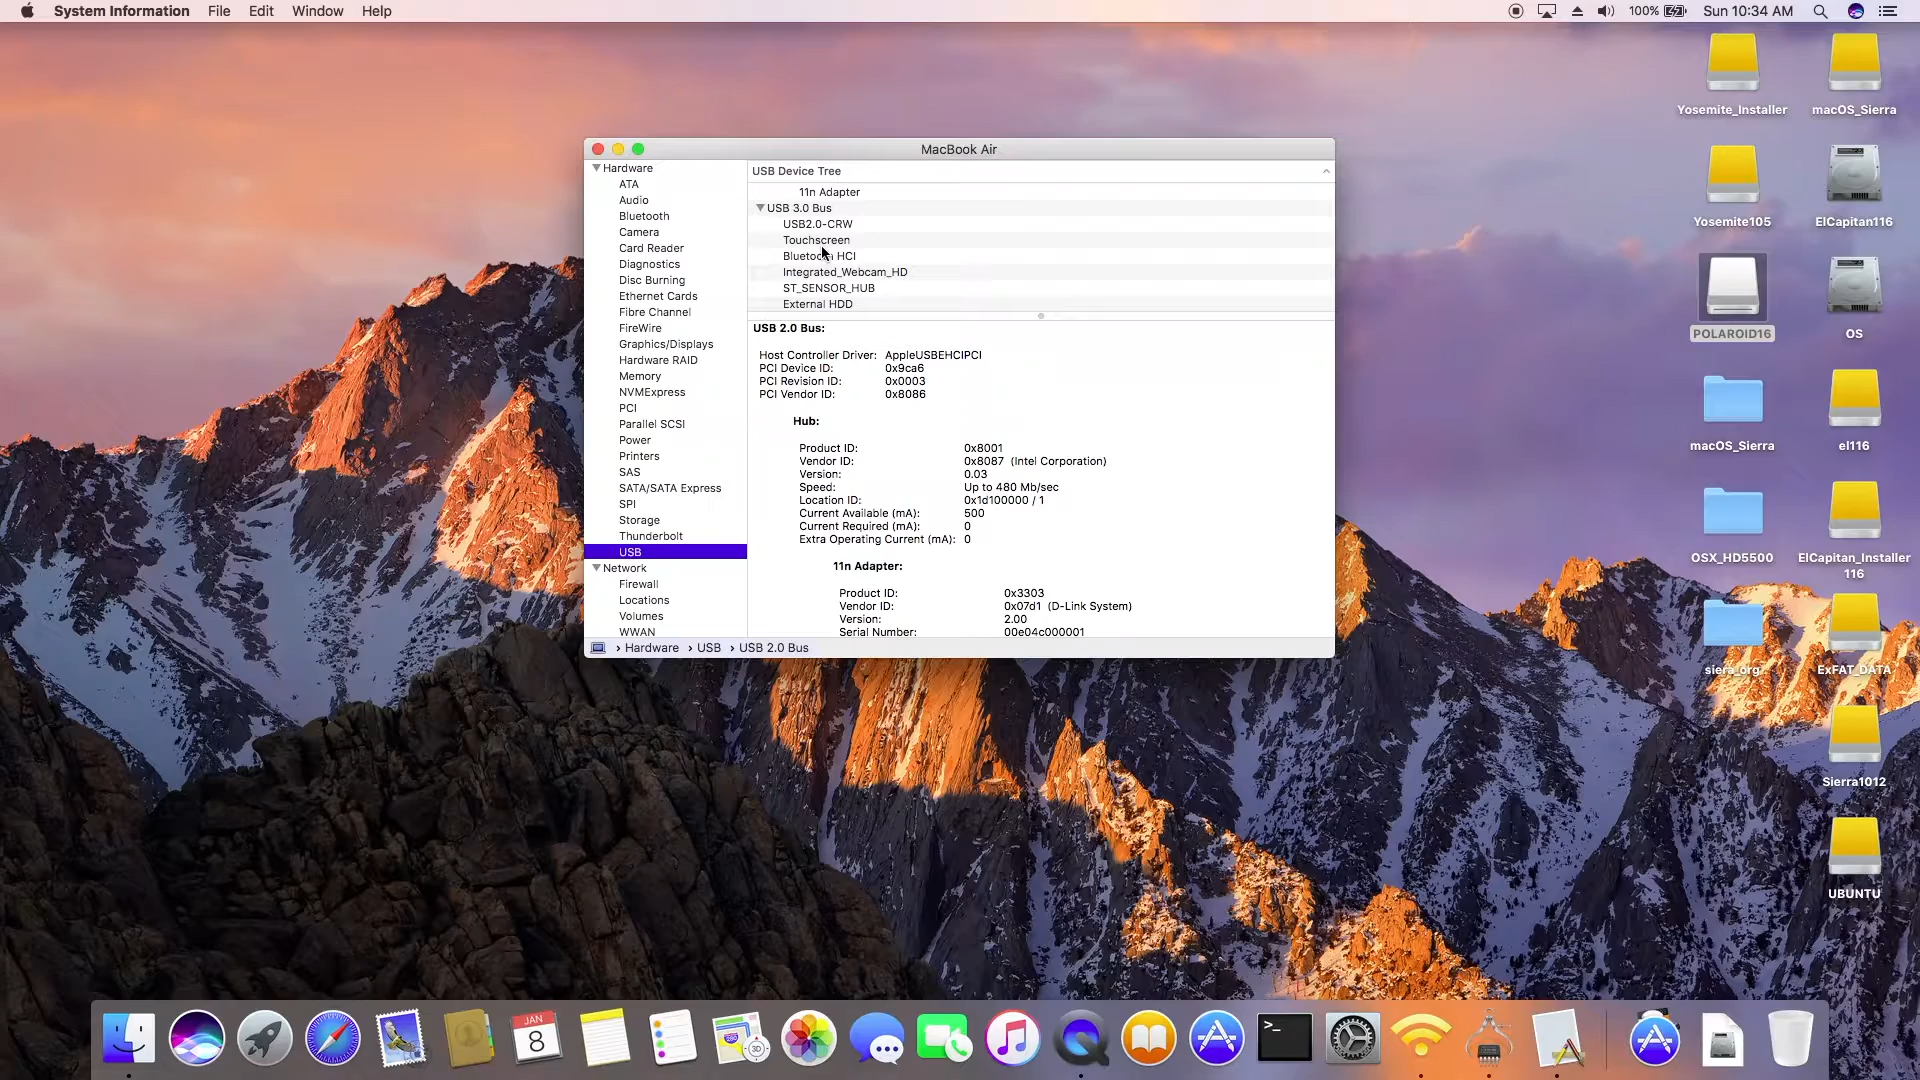 System Information File Edit Window Help
100% Sun 10:34 AM
Yosemite_Installer
macOS_Sierra
Yosemite105
ElCapitan116
POLAROID16
OS
macOS_Sierra
el116
OSX_HD5500
ElCapitan_Installer
116
siera_org
ExFAT_DATA
Sierra1012
UBUNTU
MacBook Air
Hardware
ATA
Audio
Bluetooth
Camera
Card Reader
Diagnostics
Disc Burning
Ethernet Cards
Fibre Channel
FireWire
Graphics/Displays
Hardware RAID
Memory
NVMExpress
PCI
Parallel SCSI
Power
Printers
SAS
SATA/SATA Express
SPI
Storage
Thunderbolt
USB
Network
Firewall
Locations
Volumes
WWAN
USB Device Tree
11n Adapter
USB 3.0 Bus
USB2.0-CRW
Touchscreen
Bluetooth HCI
Integrated_Webcam_HD
ST_SENSOR_HUB
External HDD
USB 2.0 Bus:
Host Controller Driver: AppleUSBEHCIPCI
PCI Device ID: 0x9ca6
PCI Revision ID: 0x0003
PCI Vendor ID: 0x8086
Hub:
Product ID: 0x8001
Vendor ID: 0x8087 (Intel Corporation)
Version: 0.03
Speed: Up to 480 Mb/sec
Location ID: 0x1d100000 / 1
Current Available (mA): 500
Current Required (mA): 0
Extra Operating Current (mA): 0
11n Adapter:
Product ID: 0x3303
Vendor ID: 0x07d1 (D-Link System)
Version: 2.00
Serial Number: 00e04c000001
› Hardware › USB › USB 2.0 Bus
JAN
8
280
3D
>_